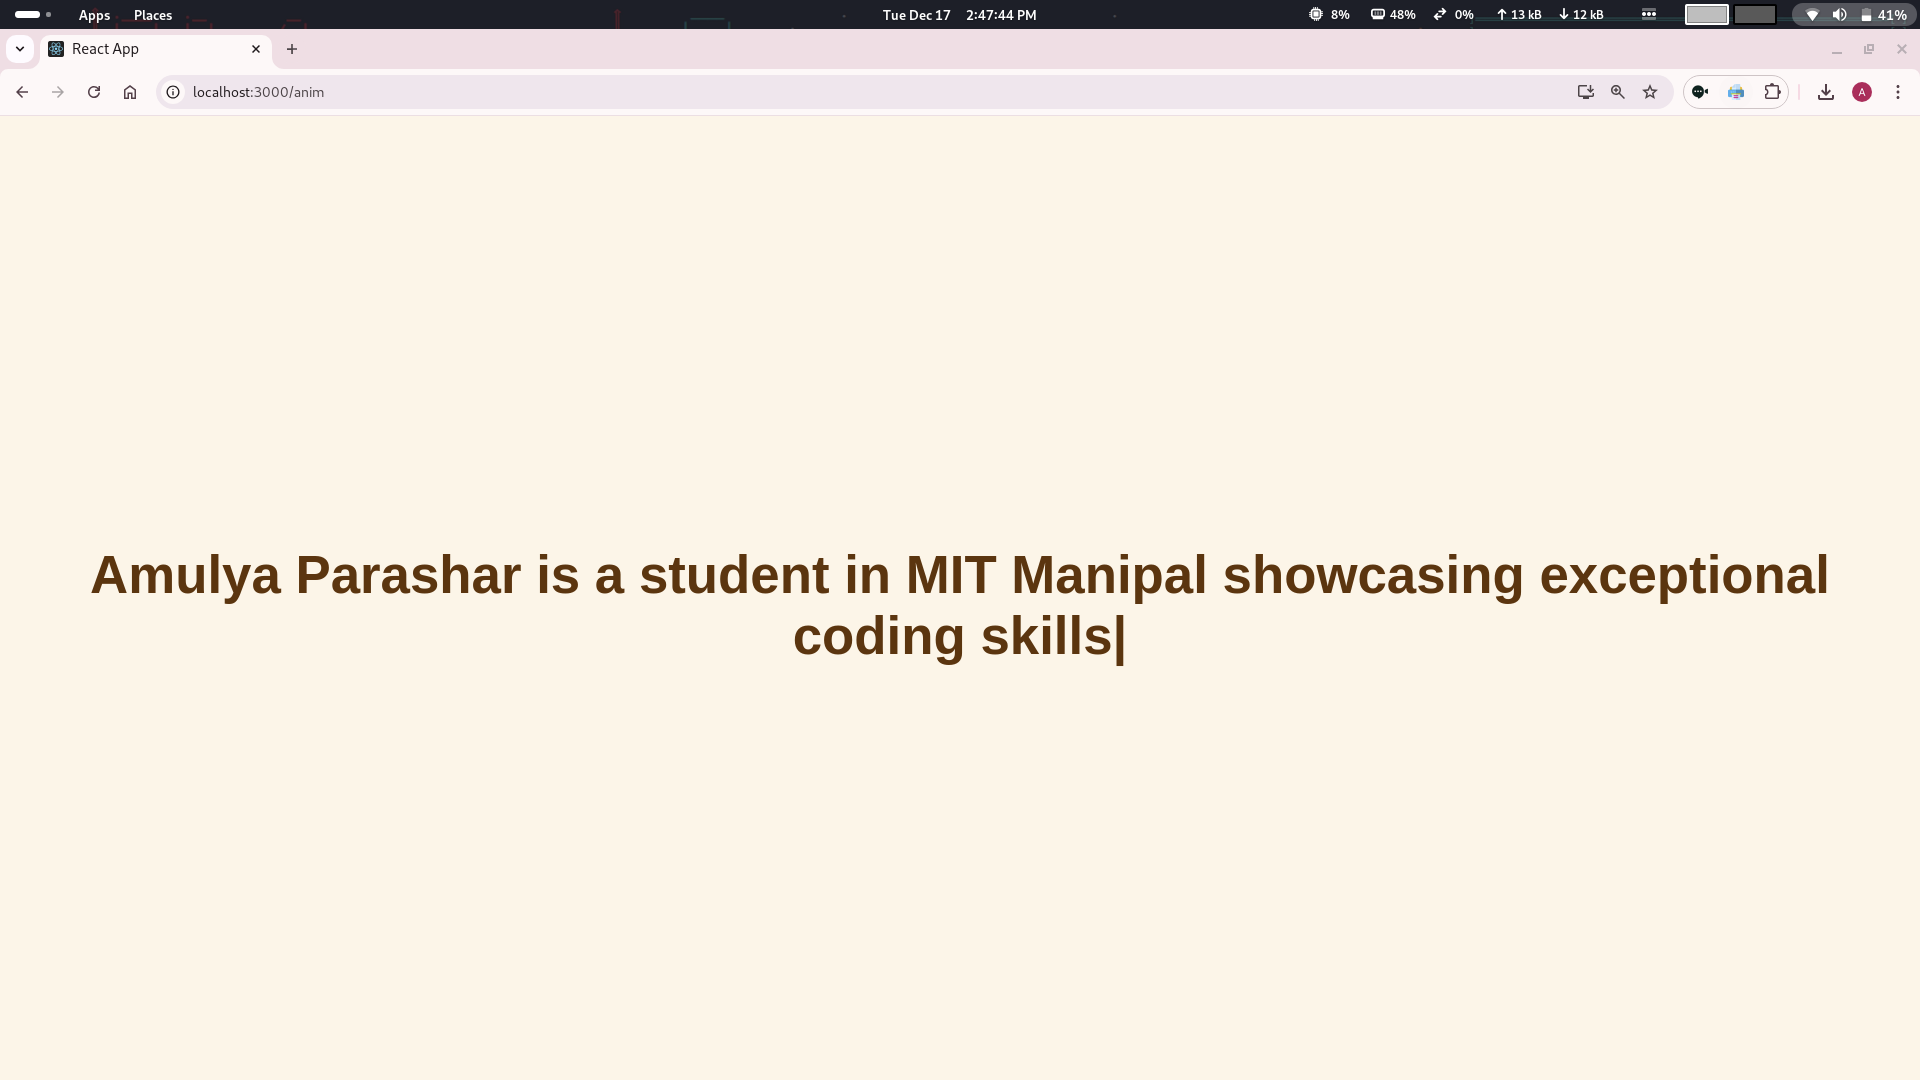 Apps Places Tue Dec 17 2:47:44 PM 8% 48% 0% 13 kB 12 kB 41%
React App
localhost:3000/anim A
Amulya Parashar is a student in MIT Manipal showcasing exceptional
coding skills|